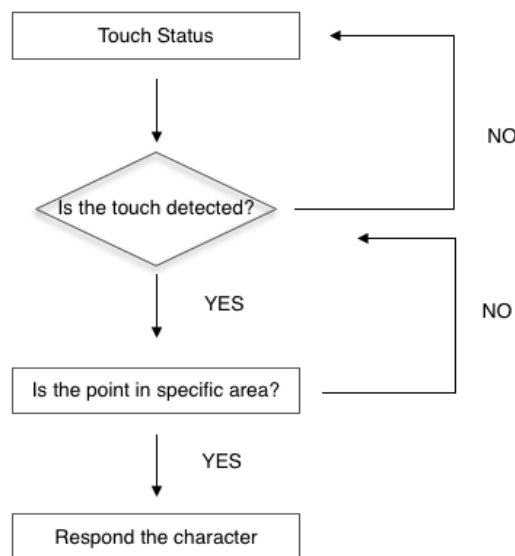 Touch Status
NO
Is the touch detected?
YES
NO
Is the point in specific area?
YES
Respond the character